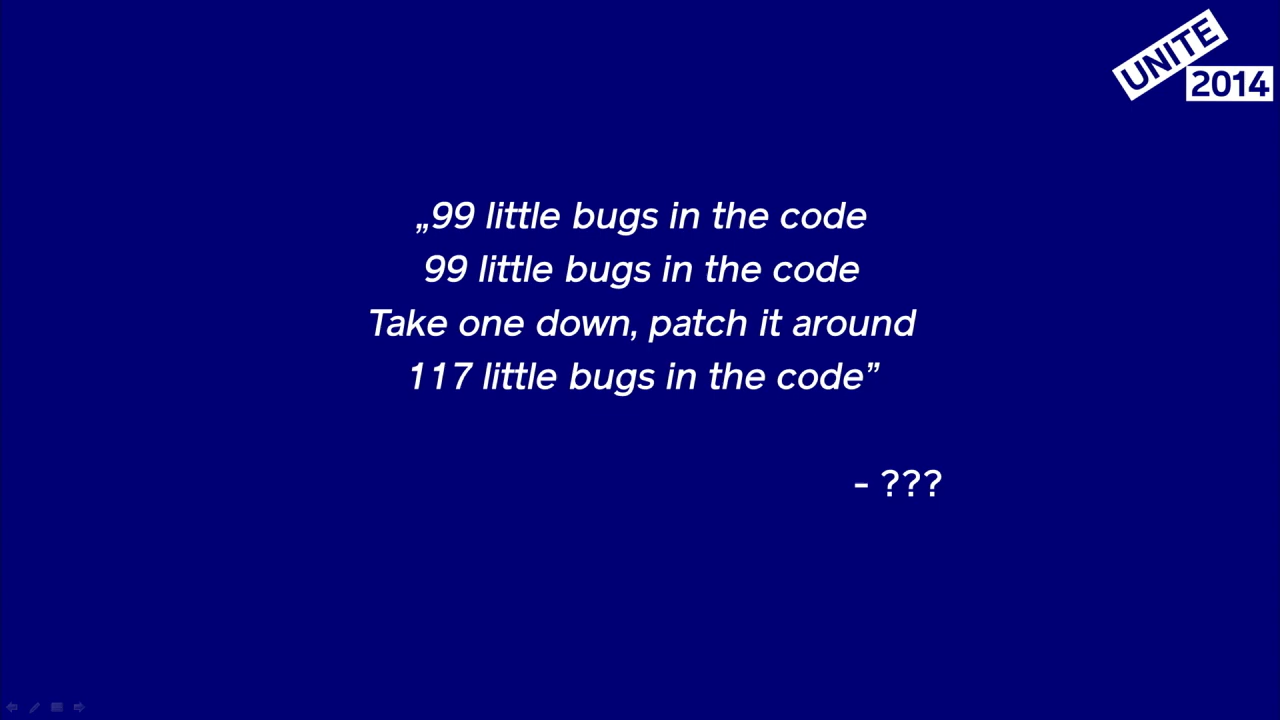 UNITE
2014
„99 little bugs in the code
99 little bugs in the code
Take one down, patch it around
117 little bugs in the code”
- ???